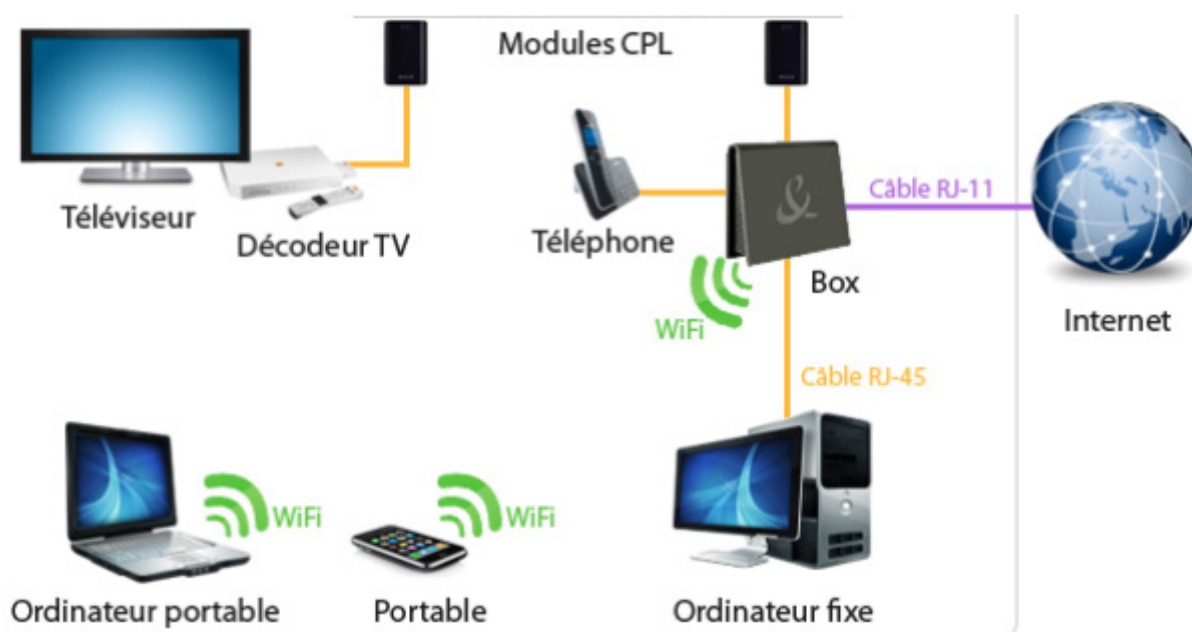 Modules CPL
Téléviseur
Décodeur TV
Téléphone
&
Câble RJ-11
Box
WiFi
Internet
Câble RJ-45
WiFi
WiFi
Ordinateur portable
Portable
Ordinateur fixe